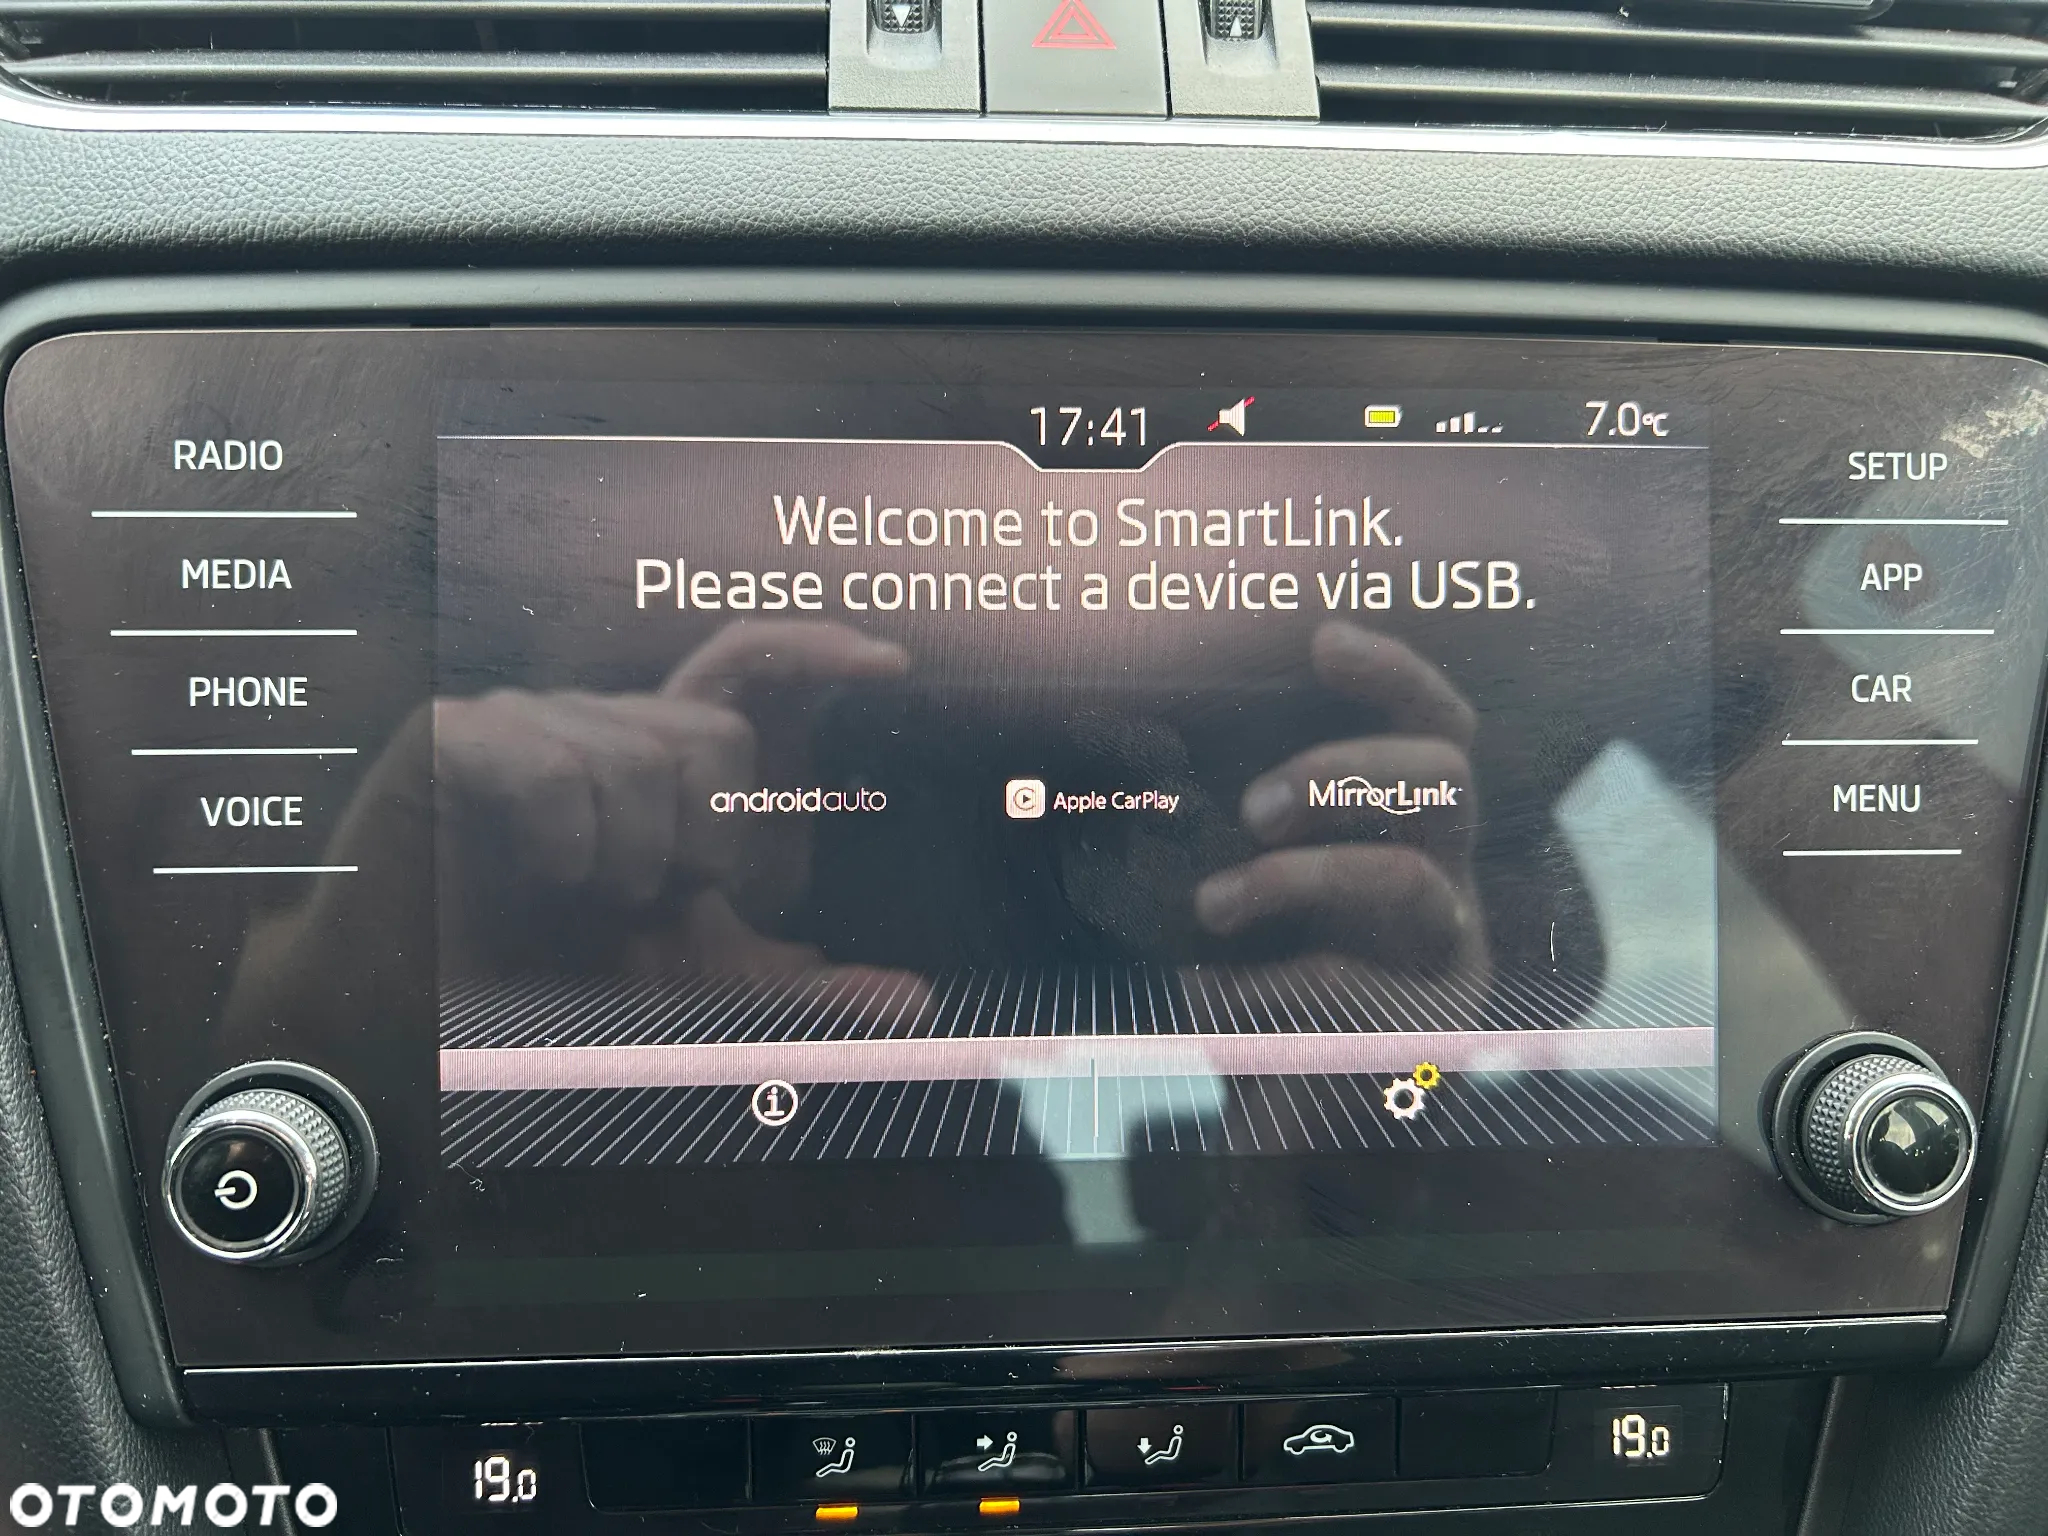 17:41 7.0°C
RADIO
MEDIA
PHONE
VOICE
Welcome to SmartLink.
Please connect a device via USB.
androidauto
Apple CarPlay
MirrorLink
SETUP
APP
CAR
MENU
19.0
19.0
OTOMOTO